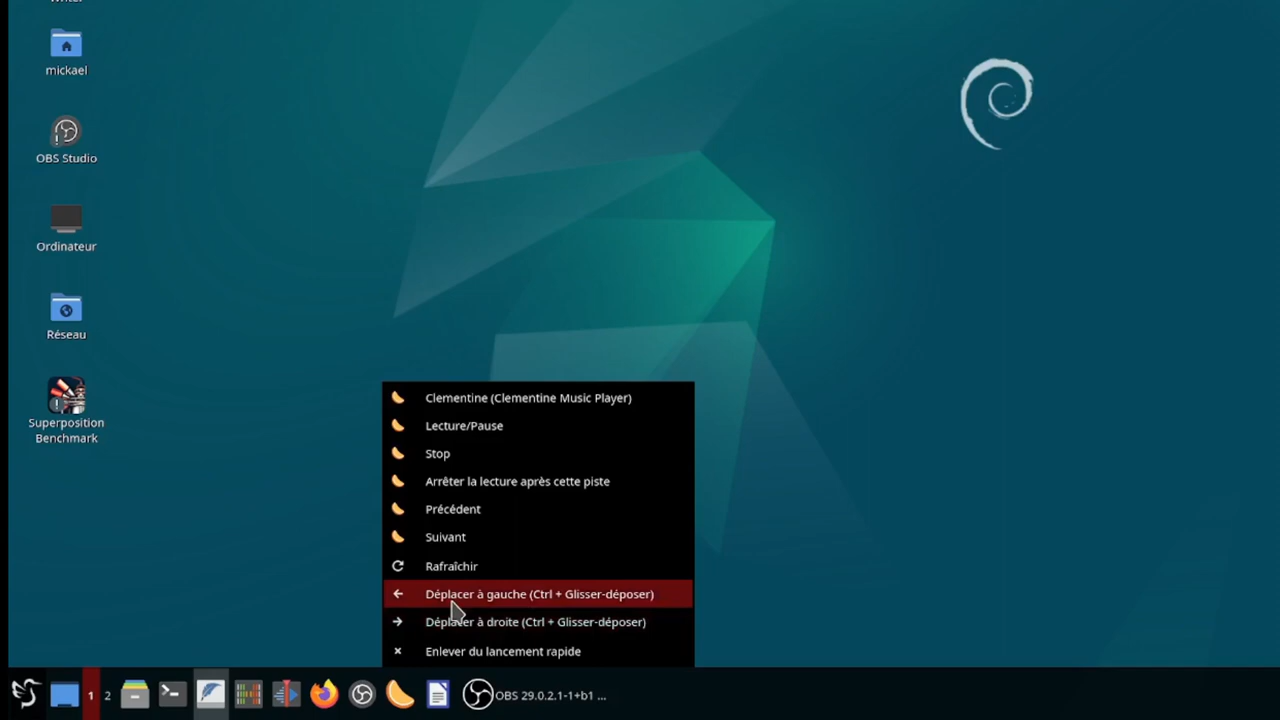 mickael
OBS Studio
Ordinateur
Réseau
Superposition
Benchmark
Clementine (Clementine Music Player)
Lecture/Pause
Stop
Arrêter la lecture après cette piste
Précédent
Suivant
Rafraîchir
Déplacer à gauche (Ctrl + Glisser-déposer)
Déplacer à droite (Ctrl + Glisser-déposer)
Enlever du lancement rapide
1 2 OBS 29.0.2.1-1+b1 ...